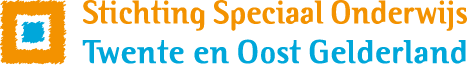 Stichting Speciaal Onderwijs
Twente en Oost Gelderland